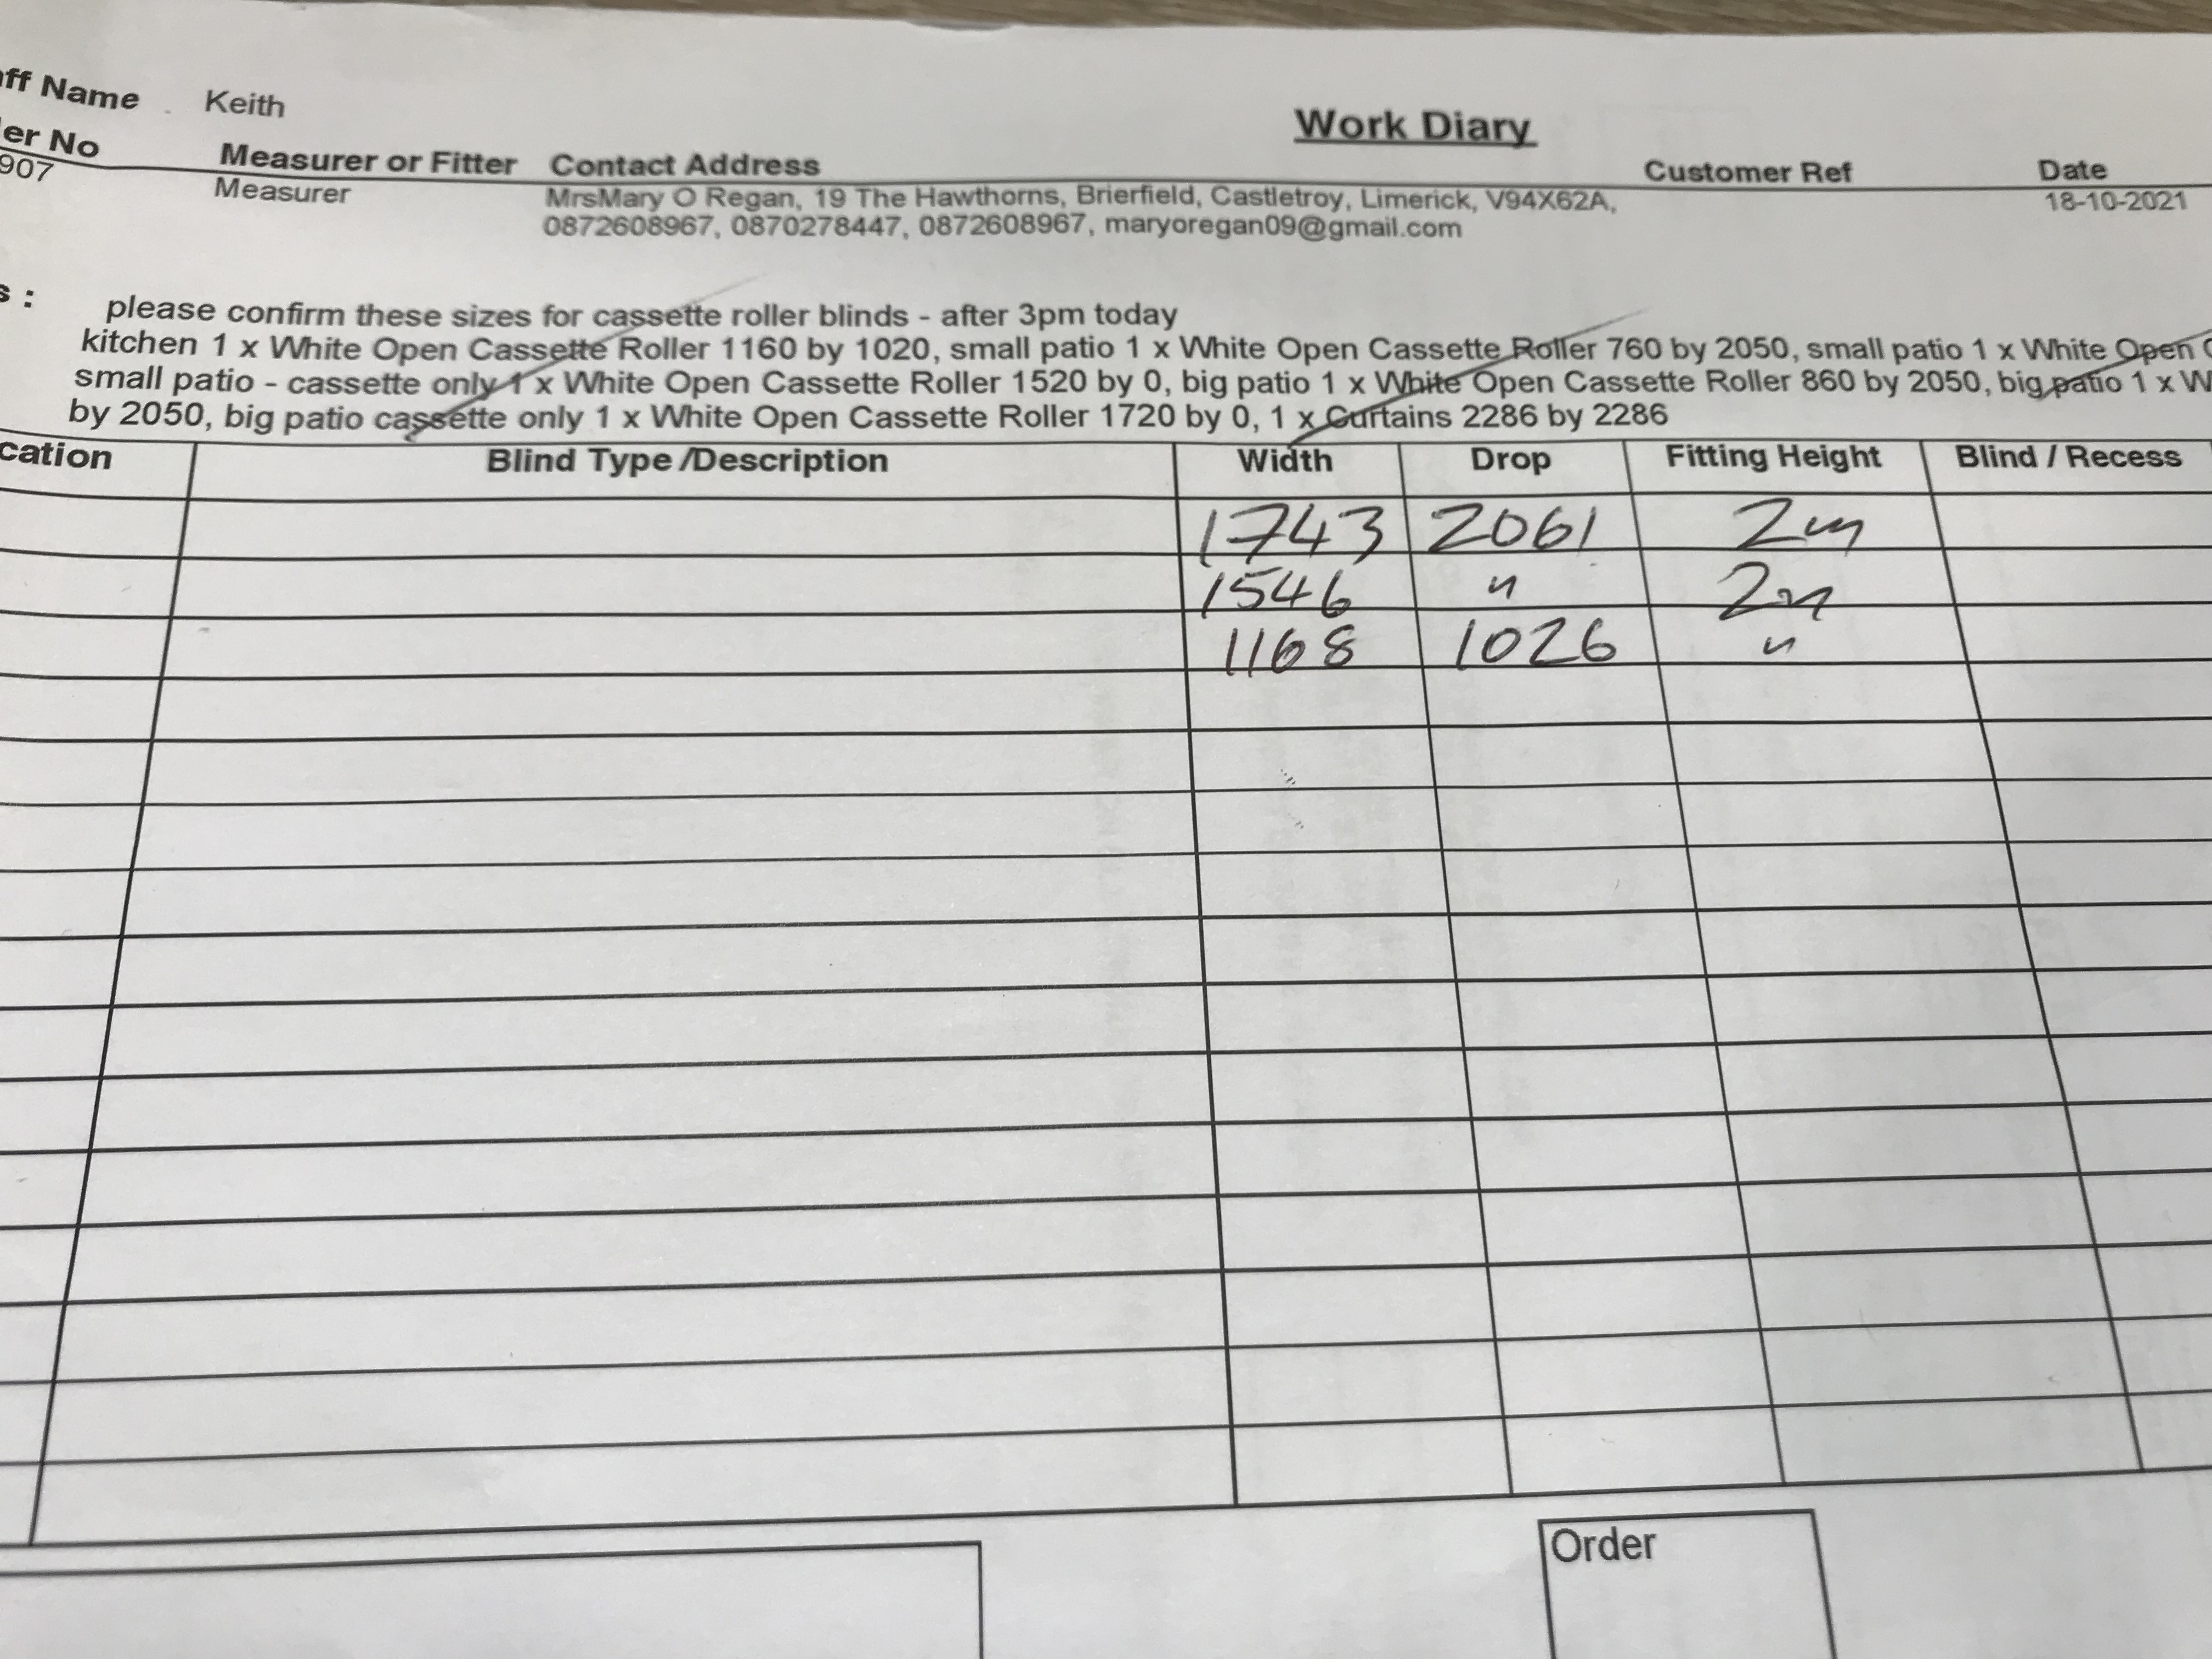 ff Name Keith
Work Diary
er No Measurer or Fitter Contact Address Customer Ref Date
907 Measurer MrsMary O Regan, 19 The Hawthorns, Brierfield, Castletroy, Limerick, V94X62A, 18-10-2021
0872608967, 0870278447, 0872608967, maryoregan09@gmail.com
s : please confirm these sizes for cassette roller blinds - after 3pm today
kitchen 1 x White Open Cassette Roller 1160 by 1020, small patio 1 x White Open Cassette Roller 760 by 2050, small patio 1 x White Open C
small patio - cassette only 1 x White Open Cassette Roller 1520 by 0, big patio 1 x White Open Cassette Roller 860 by 2050, big patio 1 x W
by 2050, big patio cassette only 1 x White Open Cassette Roller 1720 by 0, 1 x Curtains 2286 by 2286
cation Blind Type /Description Width Drop Fitting Height Blind / Recess
1743 2061 2m
1546 " 2m
1168 1026 "
Order